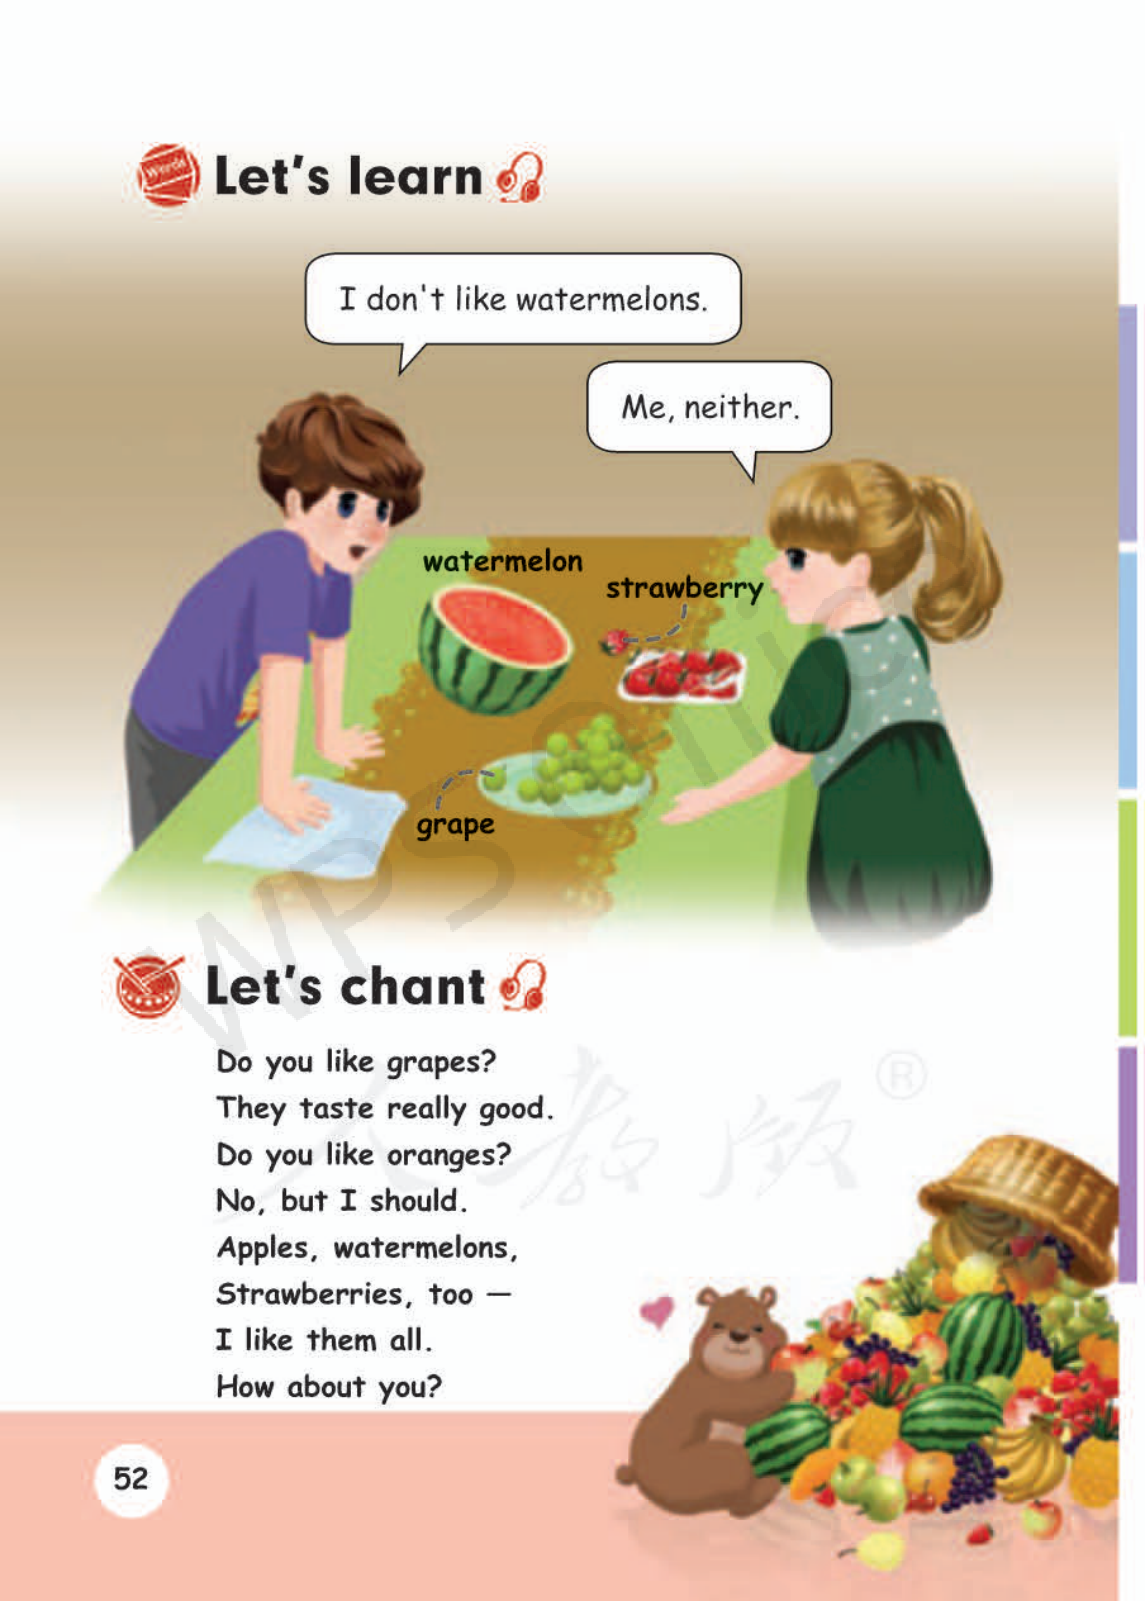 Words
Let's learn
I don't like watermelons.
Me, neither.
watermelon
strawberry
grape
Let's chant
Do you like grapes?
They taste really good.
Do you like oranges?
No, but I should.
Apples, watermelons,
Strawberries, too —
I like them all.
How about you?
52
人教版®